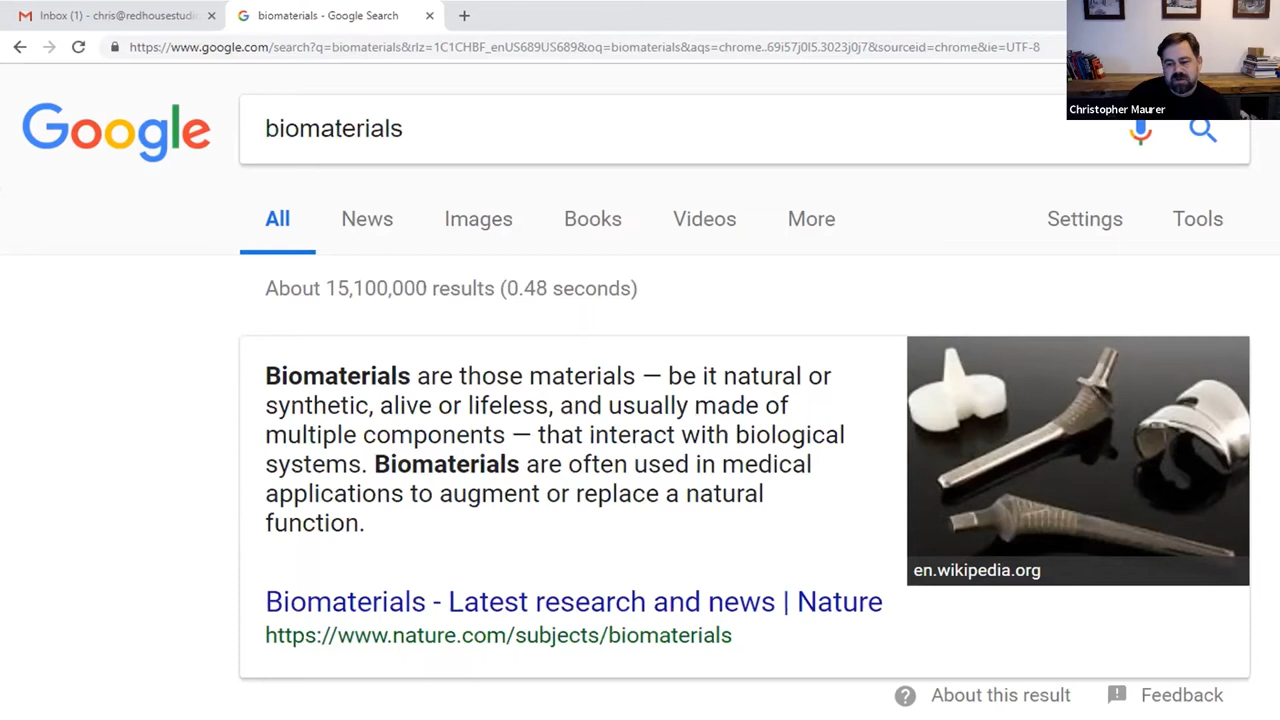 Inbox (1) - chris@redhousestudi
biomaterials - Google Search
https://www.google.com/search?q=biomaterials&rlz=1C1CHBF_enUS689US689&oq=biomaterials&aqs=chrome..69i57j0l5.3023j0j7&sourceid=chrome&ie=UTF-8
Christopher Maurer
Google
biomaterials
All News Images Books Videos More Settings Tools
About 15,100,000 results (0.48 seconds)
Biomaterials are those materials — be it natural or
synthetic, alive or lifeless, and usually made of
multiple components — that interact with biological
systems. Biomaterials are often used in medical
applications to augment or replace a natural
function.
en.wikipedia.org
Biomaterials - Latest research and news | Nature
https://www.nature.com/subjects/biomaterials
About this result Feedback